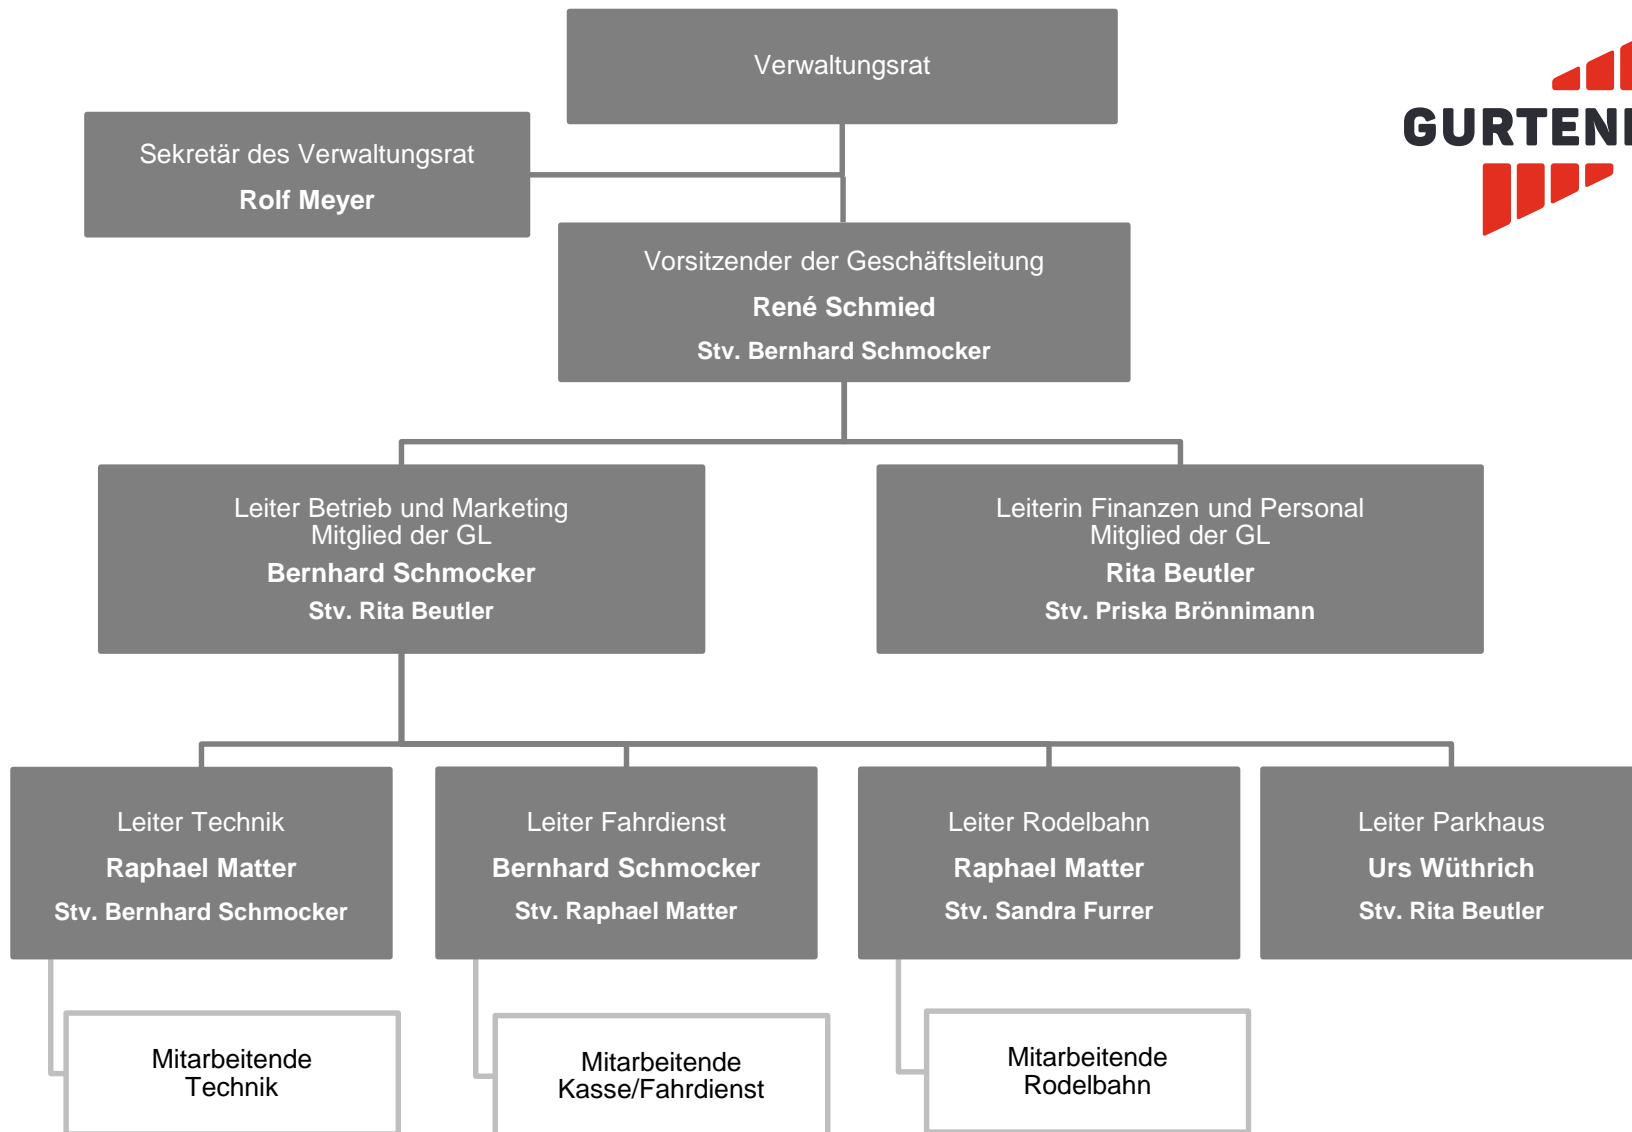 Verwaltungsrat
GURTEN
Sekretär des Verwaltungsrat
Rolf Meyer
Vorsitzender der Geschäftsleitung
René Schmied
Stv. Bernhard Schmocker
Leiter Betrieb und Marketing
Mitglied der GL
Bernhard Schmocker
Stv. Rita Beutler
Leiterin Finanzen und Personal
Mitglied der GL
Rita Beutler
Stv. Priska Brönnimann
Leiter Technik
Raphael Matter
Stv. Bernhard Schmocker
Leiter Fahrdienst
Bernhard Schmocker
Stv. Raphael Matter
Leiter Rodelbahn
Raphael Matter
Stv. Sandra Furrer
Leiter Parkhaus
Urs Wüthrich
Stv. Rita Beutler
Mitarbeitende
Technik
Mitarbeitende
Kasse/Fahrdienst
Mitarbeitende
Rodelbahn